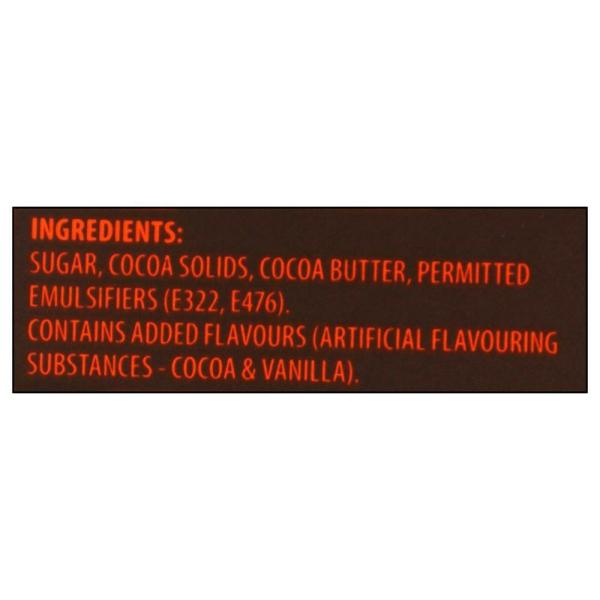 INGREDIENTS:
SUGAR, COCOA SOLIDS, COCOA BUTTER, PERMITTED
EMULSIFIERS (E322, E476).
CONTAINS ADDED FLAVOURS (ARTIFICIAL FLAVOURING
SUBSTANCES - COCOA & VANILLA).